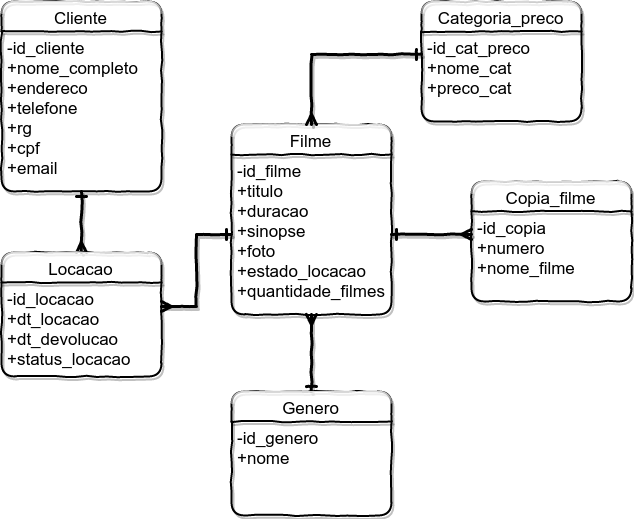 Cliente
-id_cliente
+nome_completo
+endereco
+telefone
+rg
+cpf
+email
Categoria_preco
-id_cat_preco
+nome_cat
+preco_cat
Filme
-id_filme
+titulo
+duracao
+sinopse
+foto
+estado_locacao
+quantidade_filmes
Copia_filme
-id_copia
+numero
+nome_filme
Locacao
-id_locacao
+dt_locacao
+dt_devolucao
+status_locacao
Genero
-id_genero
+nome